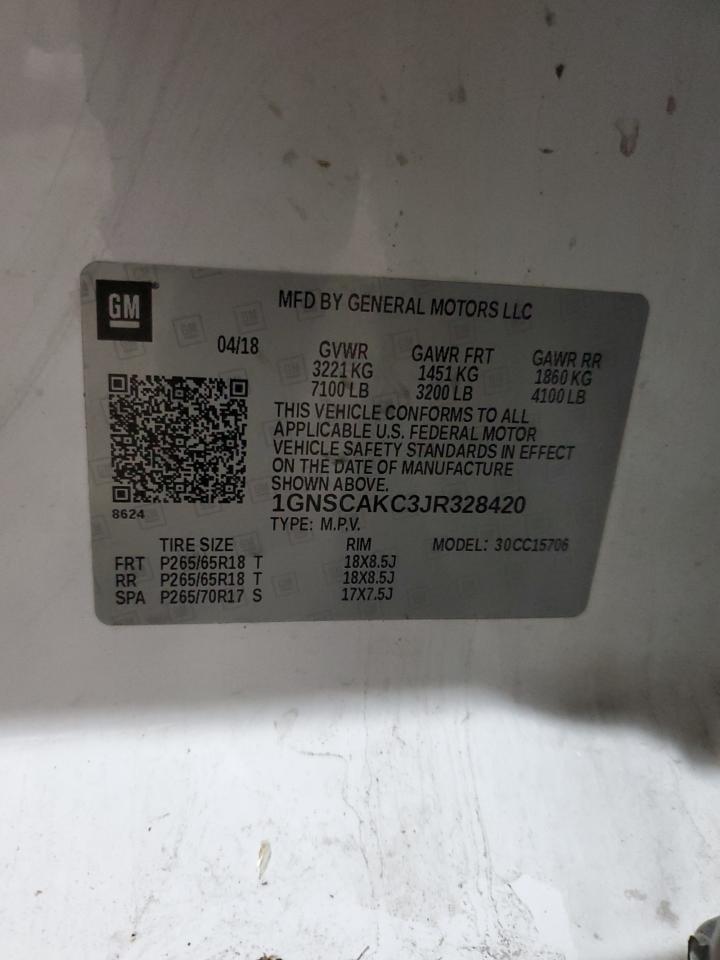 GM
MFD BY GENERAL MOTORS LLC
04/18
GVWR GAWR FRT GAWR RR
3221 KG 1451 KG 1860 KG
7100 LB 3200 LB 4100 LB
THIS VEHICLE CONFORMS TO ALL
APPLICABLE U.S. FEDERAL MOTOR
VEHICLE SAFETY STANDARDS IN EFFECT
ON THE DATE OF MANUFACTURE
SHOWN ABOVE.
8624
1GNSCAKC3JR328420
TYPE: M.P.V.
TIRE SIZE RIM MODEL: 30CC15706
FRT P265/65R18 T 18X8.5J
RR P265/65R18 T 18X8.5J
SPA P265/70R17 S 17X7.5J